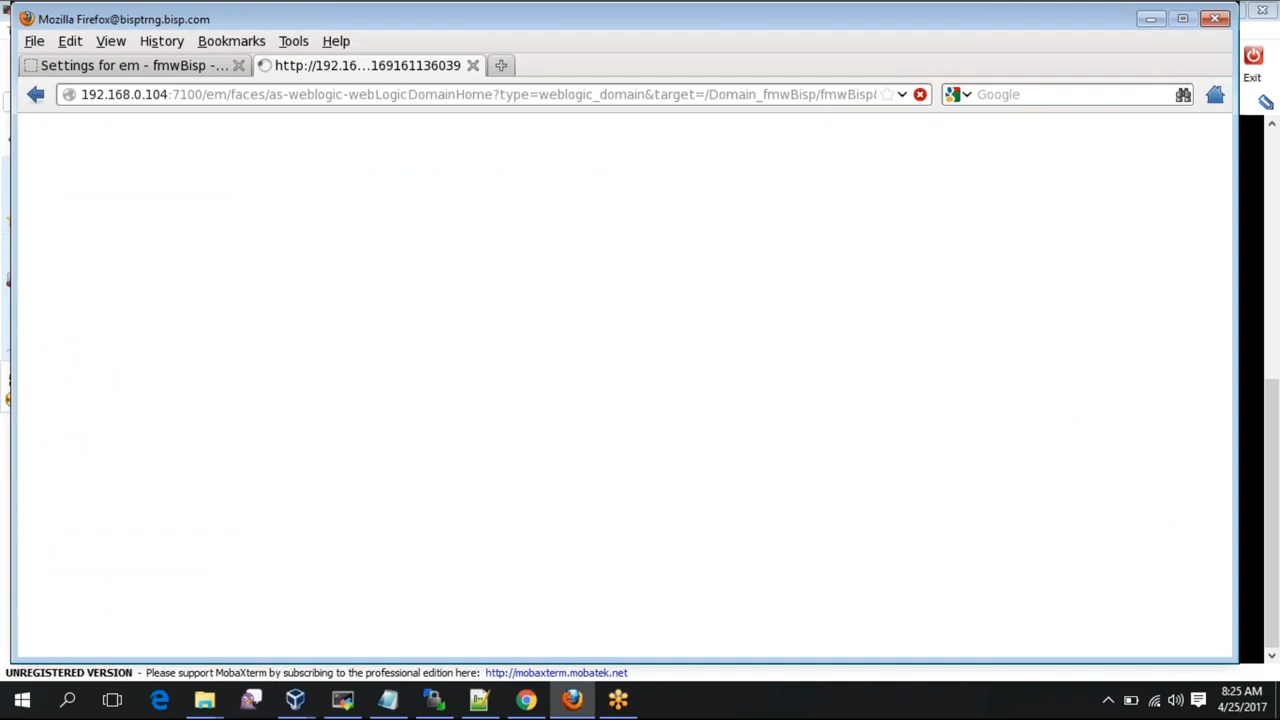 Mozilla Firefox@bisptrng.bisp.com
File Edit View History Bookmarks Tools Help
Settings for em - fmwBisp -... http://192.16...169161136039
192.168.0.104:7100/em/faces/as-weblogic-webLogicDomainHome?type=weblogic_domain&target=/Domain_fmwBisp/fmwBisp Google
Exit
UNREGISTERED VERSION - Please support MobaXterm by subscribing to the professional edition here: http://mobaxterm.mobatek.net
8:25 AM
4/25/2017